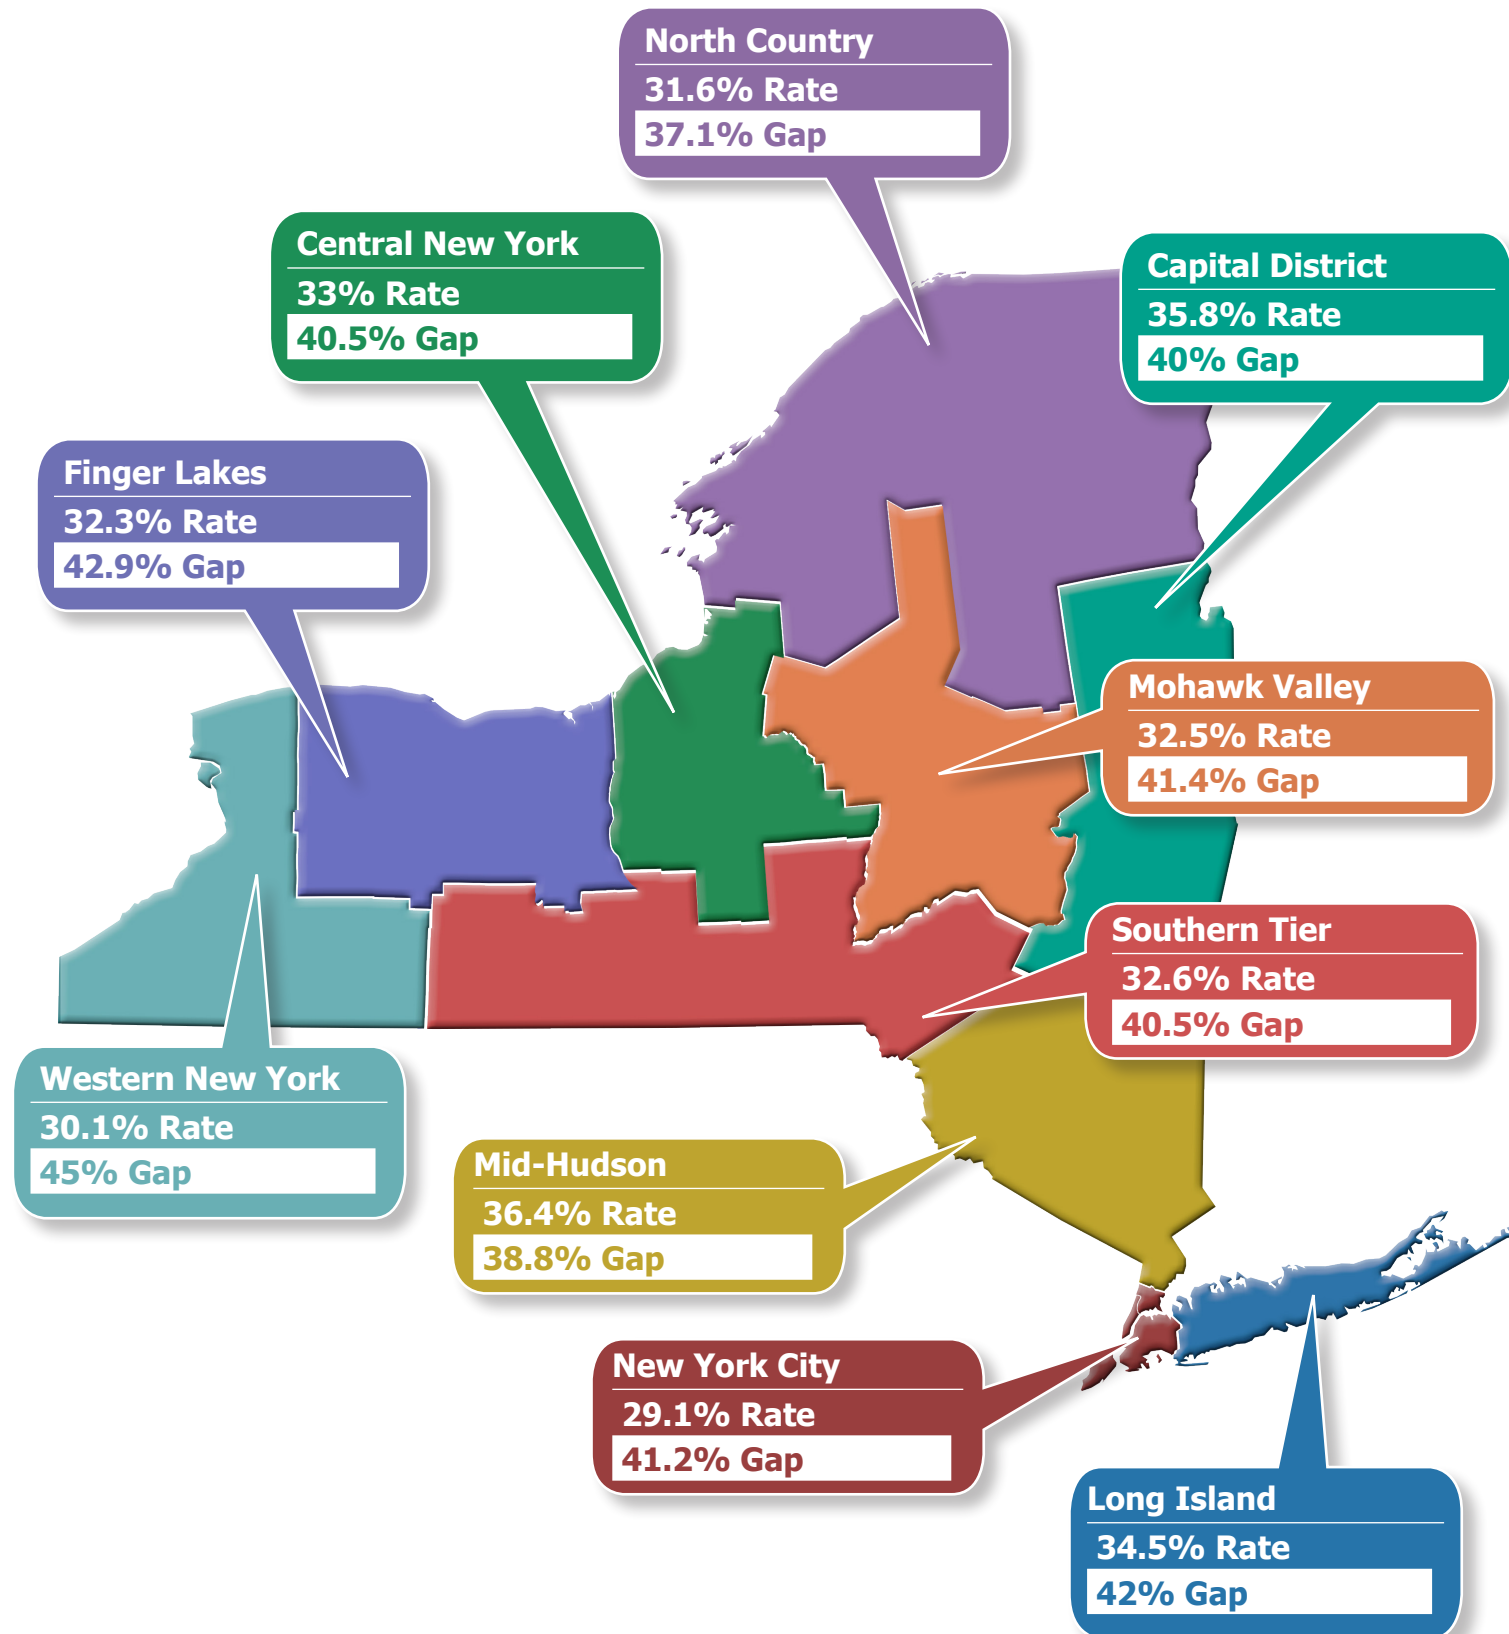 North Country
31.6% Rate
37.1% Gap
Central New York
33% Rate
40.5% Gap
Capital District
35.8% Rate
40% Gap
Finger Lakes
32.3% Rate
42.9% Gap
Mohawk Valley
32.5% Rate
41.4% Gap
Southern Tier
32.6% Rate
40.5% Gap
Western New York
30.1% Rate
45% Gap
Mid-Hudson
36.4% Rate
38.8% Gap
New York City
29.1% Rate
41.2% Gap
Long Island
34.5% Rate
42% Gap